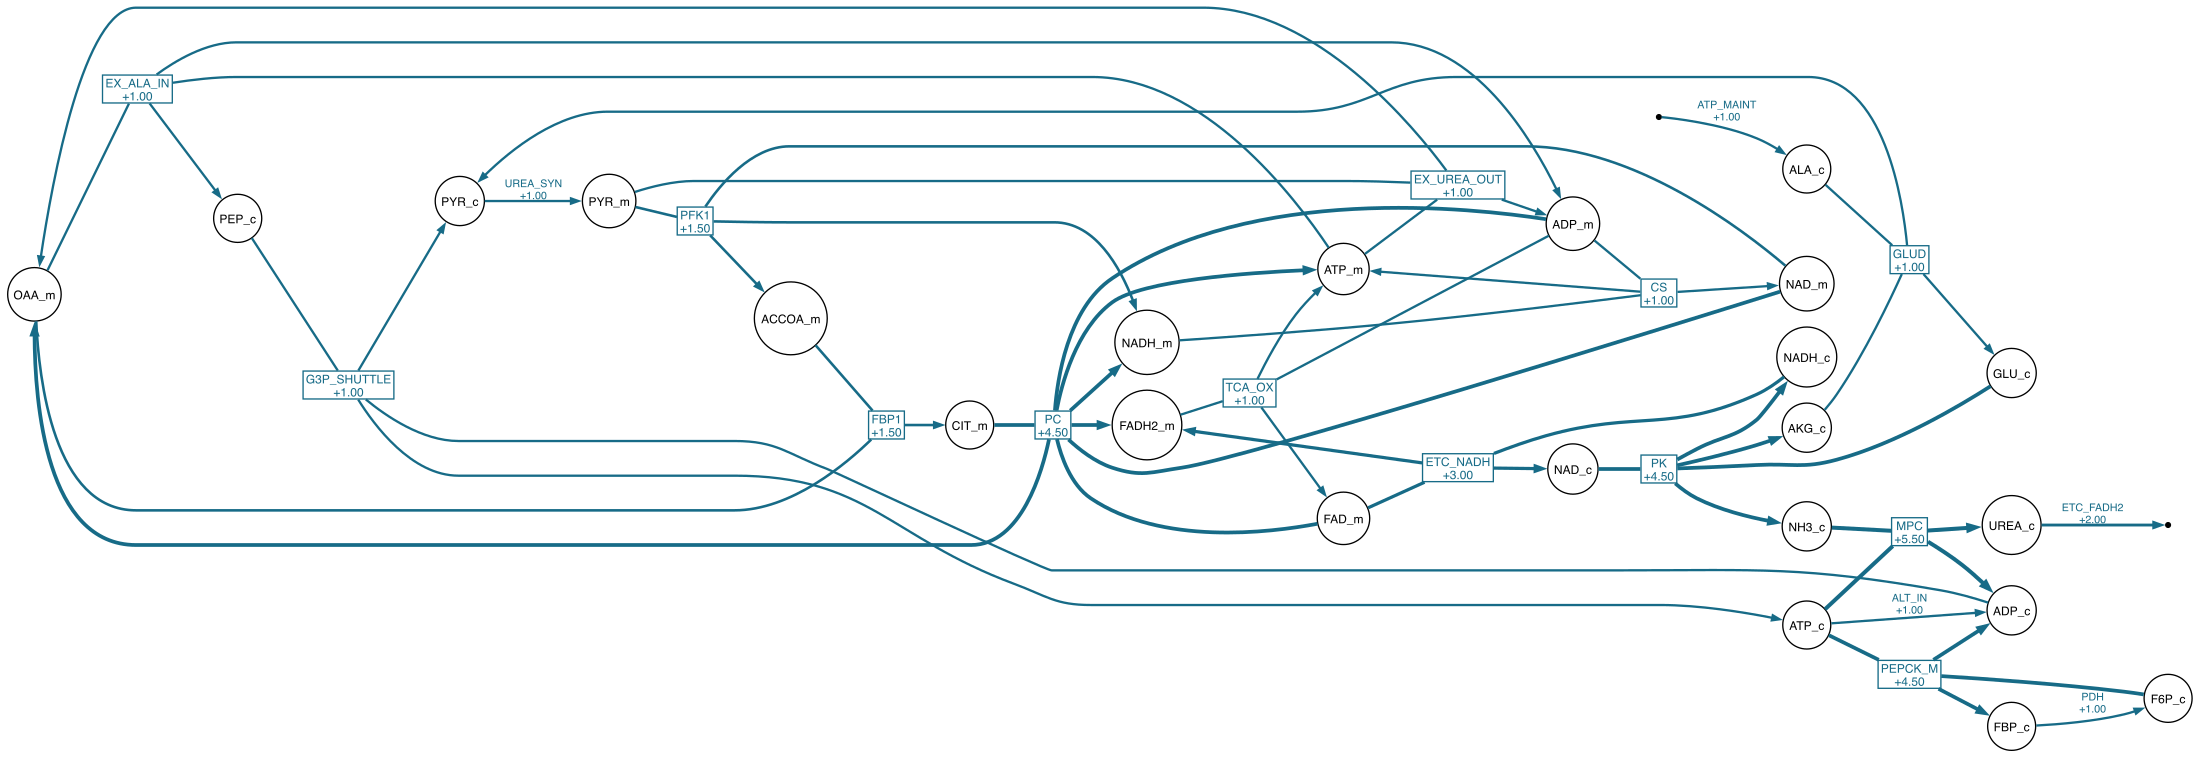 EX_ALA_IN
+1.00
ATP_MAINT
+1.00
ALA_c
UREA_SYN
+1.00
EX_UREA_OUT
+1.00
PEP_c
PYR_c
PYR_m
PFK1
+1.50
ADP_m
GLUD
+1.00
OAA_m
ATP_m
CS
+1.00
NAD_m
ACCOA_m
NADH_m
NADH_c
GLU_c
G3P_SHUTTLE
+1.00
TCA_OX
+1.00
FBP1
+1.50
CIT_m
PC
+4.50
FADH2_m
AKG_c
ETC_NADH
+3.00
NAD_c
PK
+4.50
FAD_m
NH3_c
MPC
+5.50
UREA_c
ETC_FADH2
+2.00
ATP_c
ALT_IN
+1.00
ADP_c
PEPCK_M
+4.50
PDH
+1.00
F6P_c
FBP_c